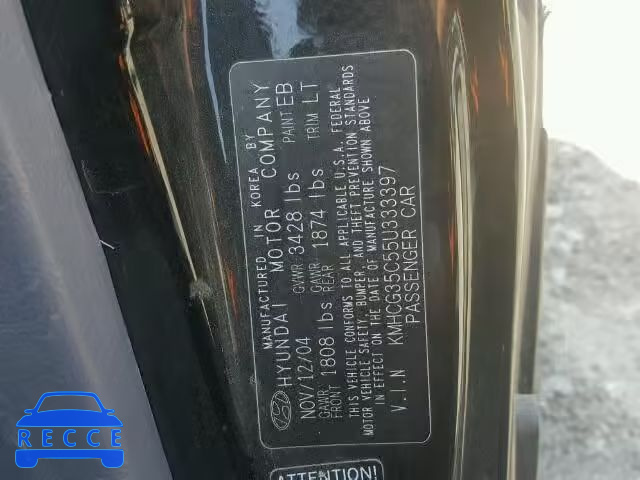 MANUFACTURED IN KOREA BY
HYUNDAI MOTOR COMPANY
NOV/12/04 GVWR 3428 lbs PAINT EB
GAWR FRONT 1808 lbs GAWR REAR 1874 lbs TRIM LT
THIS VEHICLE CONFORMS TO ALL APPLICABLE U.S.A. FEDERAL
MOTOR VEHICLE SAFETY, BUMPER, AND THEFT PREVENTION STANDARDS
IN EFFECT ON THE DATE OF MANUFACTURE SHOWN ABOVE
V.I.N KMHCG35C55U333397
PASSENGER CAR
ATTENTION!
RECCE